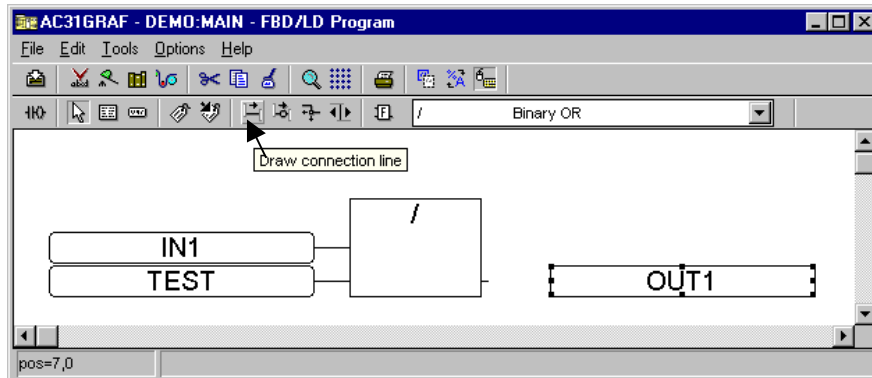 AC31GRAF - DEMO:MAIN - FBD/LD Program
File Edit Tools Options Help
/ Binary OR
Draw connection line
/
IN1
TEST
OUT1
pos=7,0